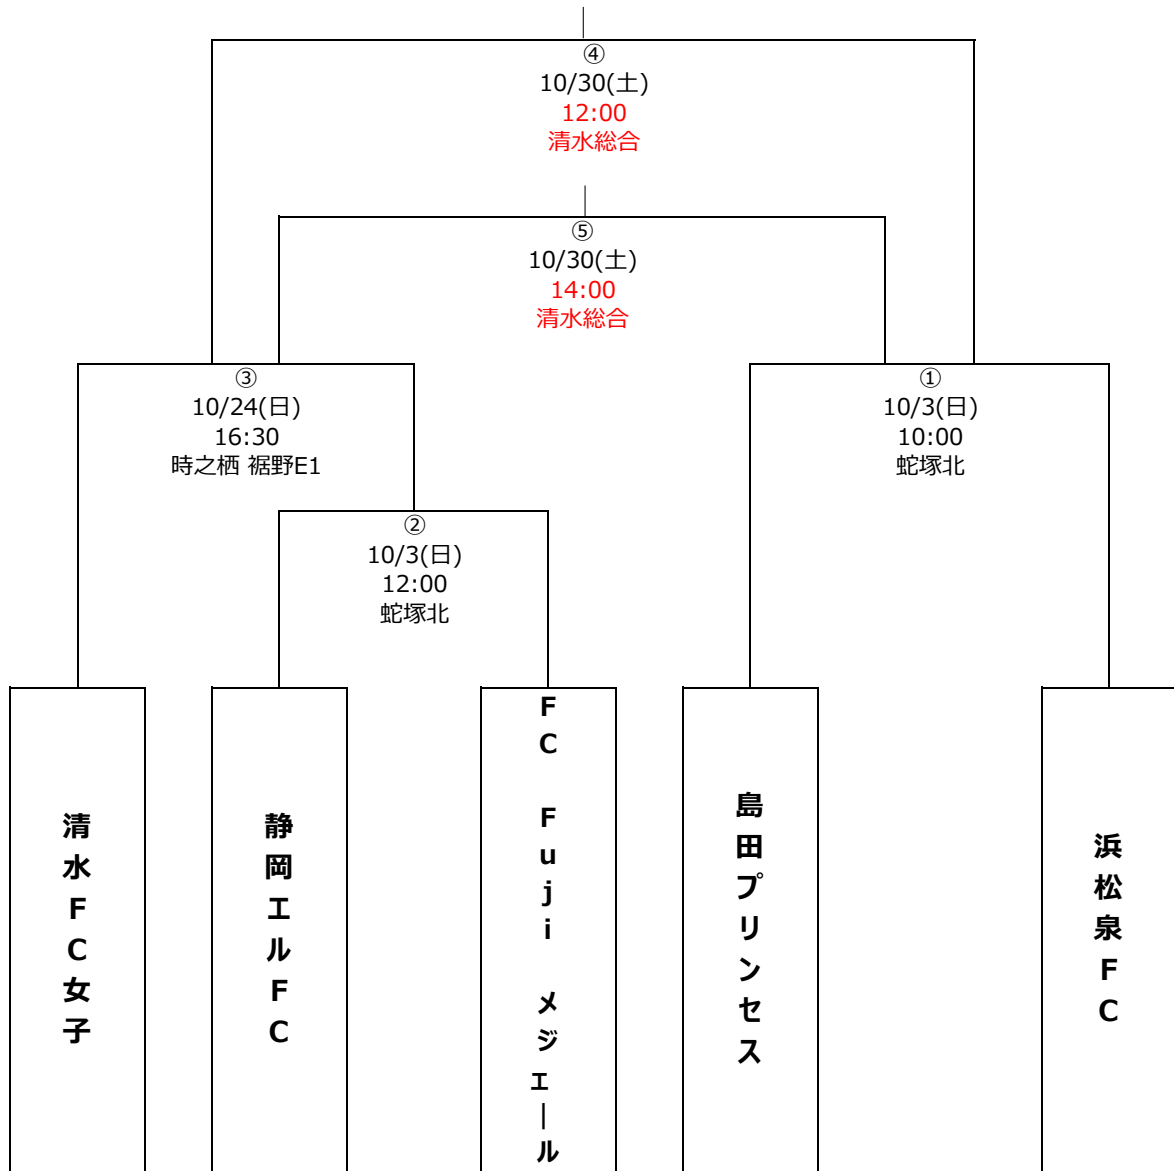 ④
10/30(土)
12:00
清水総合
⑤
10/30(土)
14:00
清水総合
③
10/24(日)
16:30
時之栖 裾野E1
①
10/3(日)
10:00
蛇塚北
②
10/3(日)
12:00
蛇塚北
清水FC女子
静岡エルFC
FC Fuji メジェール
島田プリンセス
浜松泉FC